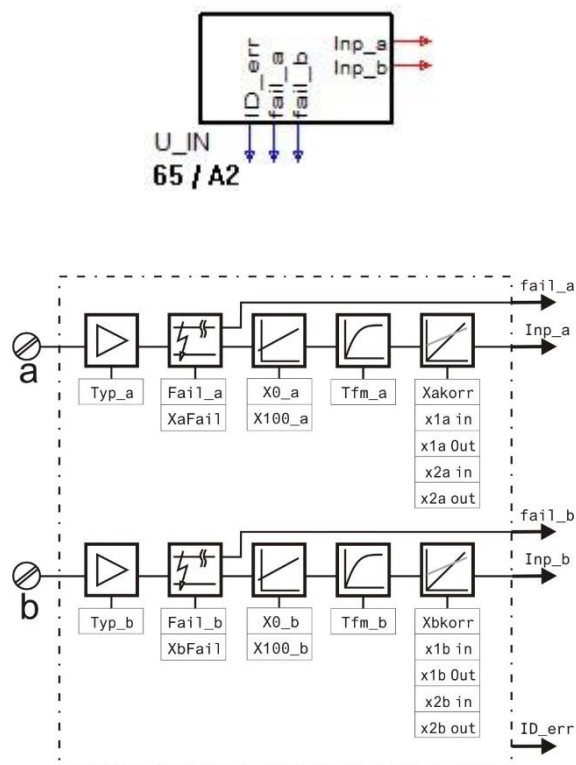 Inp_a
Inp_b
ID_err
fail_a
fail_b
U_IN
65 / A2
fail_a
Inp_a
a
Typ_a
Fail_a
X0_a
Tfm_a
Xakorr
XaFail
X100_a
x1a in
x1a Out
x2a in
x2a out
fail_b
Inp_b
b
Typ_b
Fail_b
X0_b
Tfm_b
Xbkorr
XbFail
X100_b
x1b in
x1b Out
x2b in
x2b out
ID_err